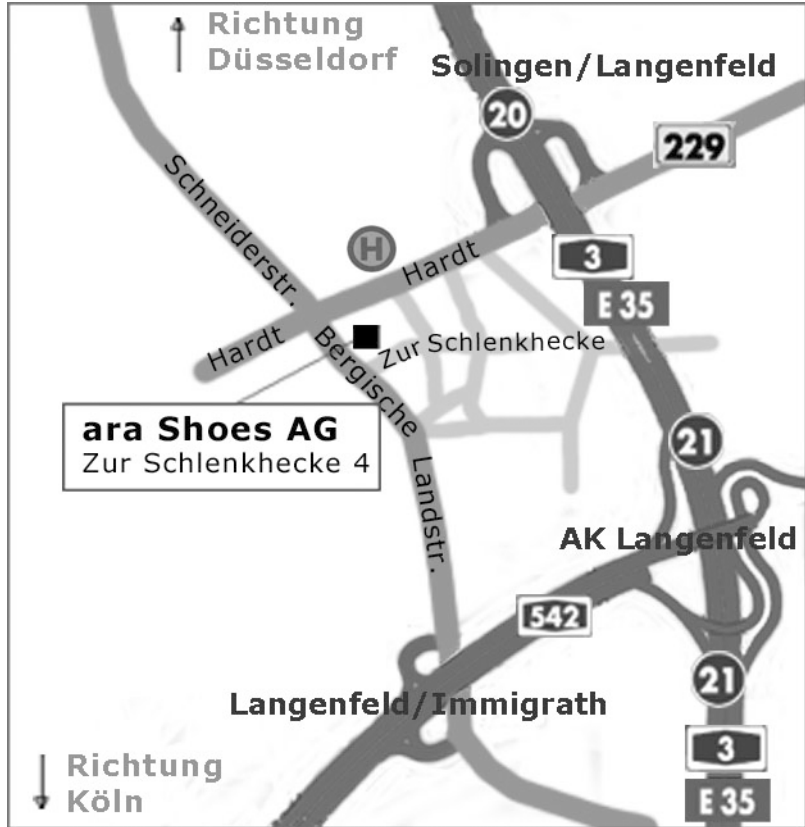 Richtung
Düsseldorf
Solingen/Langenfeld
20
229
Schneiderstr.
H
Hardt
3
E 35
Hardt
Bergische
Landstr.
Zur Schlenkhecke
ara Shoes AG
Zur Schlenkhecke 4
21
AK Langenfeld
542
21
Langenfeld/Immigrath
3
E 35
Richtung
Köln